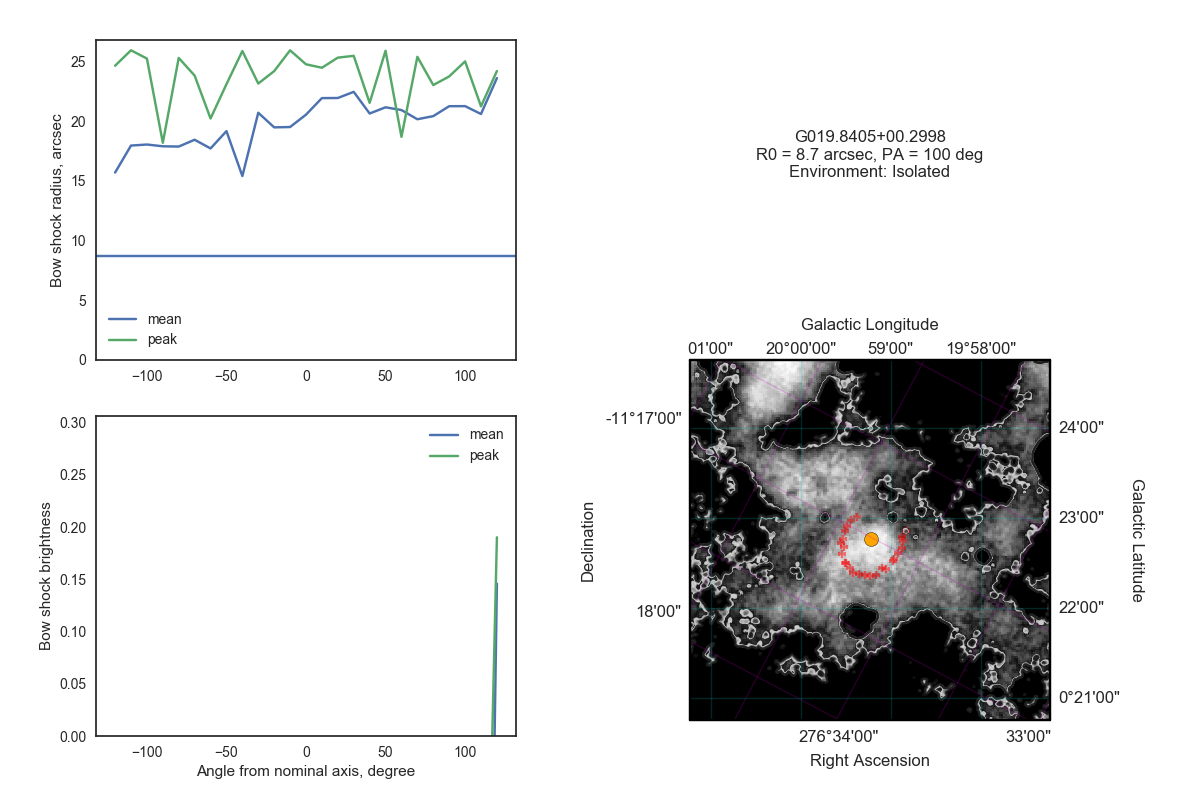 25
20
15
10
5
0
Bow shock radius, arcsec
mean
peak
−100
−50
0
50
100
0.30
0.25
0.20
0.15
0.10
0.05
0.00
Bow shock brightness
mean
peak
−100
−50
0
50
100
Angle from nominal axis, degree
G019.8405+00.2998
R0 = 8.7 arcsec, PA = 100 deg
Environment: Isolated
Galactic Longitude
01'00" 20°00'00" 59'00" 19°58'00"
-11°17'00"
18'00"
Declination
24'00"
23'00"
22'00"
0°21'00"
Galactic Latitude
276°34'00" 33'00"
Right Ascension